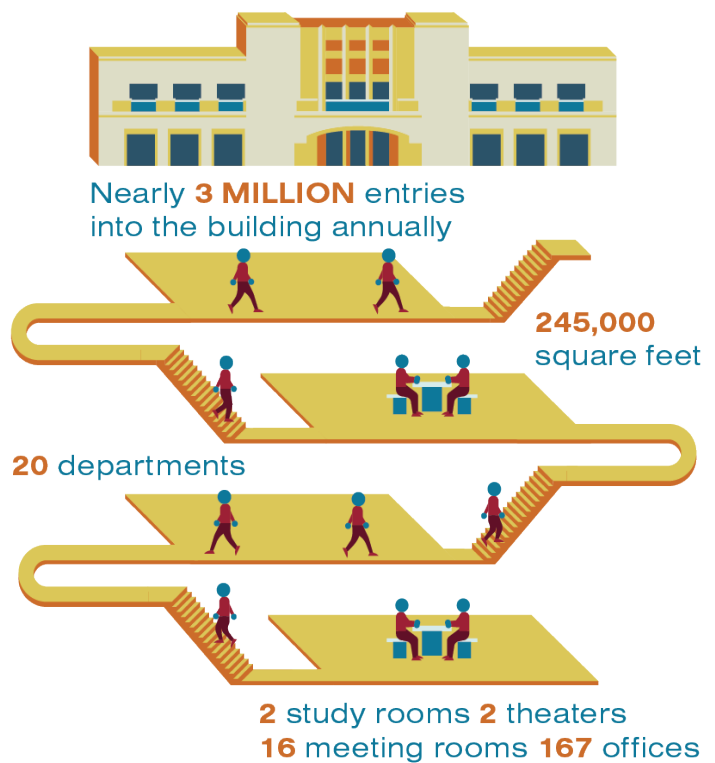 Nearly 3 MILLION entries
into the building annually
245,000
square feet
20 departments
2 study rooms 2 theaters
16 meeting rooms 167 offices